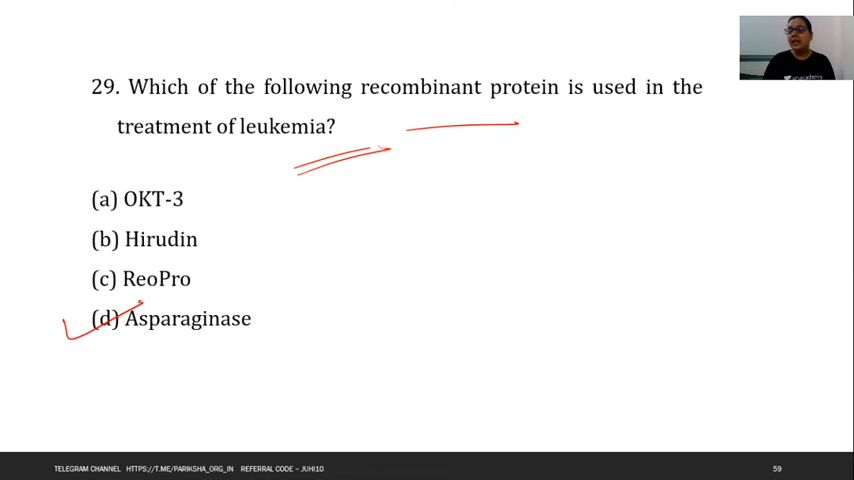 29. Which of the following recombinant protein is used in the
treatment of leukemia?
(a) OKT-3
(b) Hirudin
(c) ReoPro
(d) Asparaginase
TELEGRAM CHANNEL HTTPS://T.ME/PARIKSHA_ORG_IN REFERRAL CODE – JUHI10
59